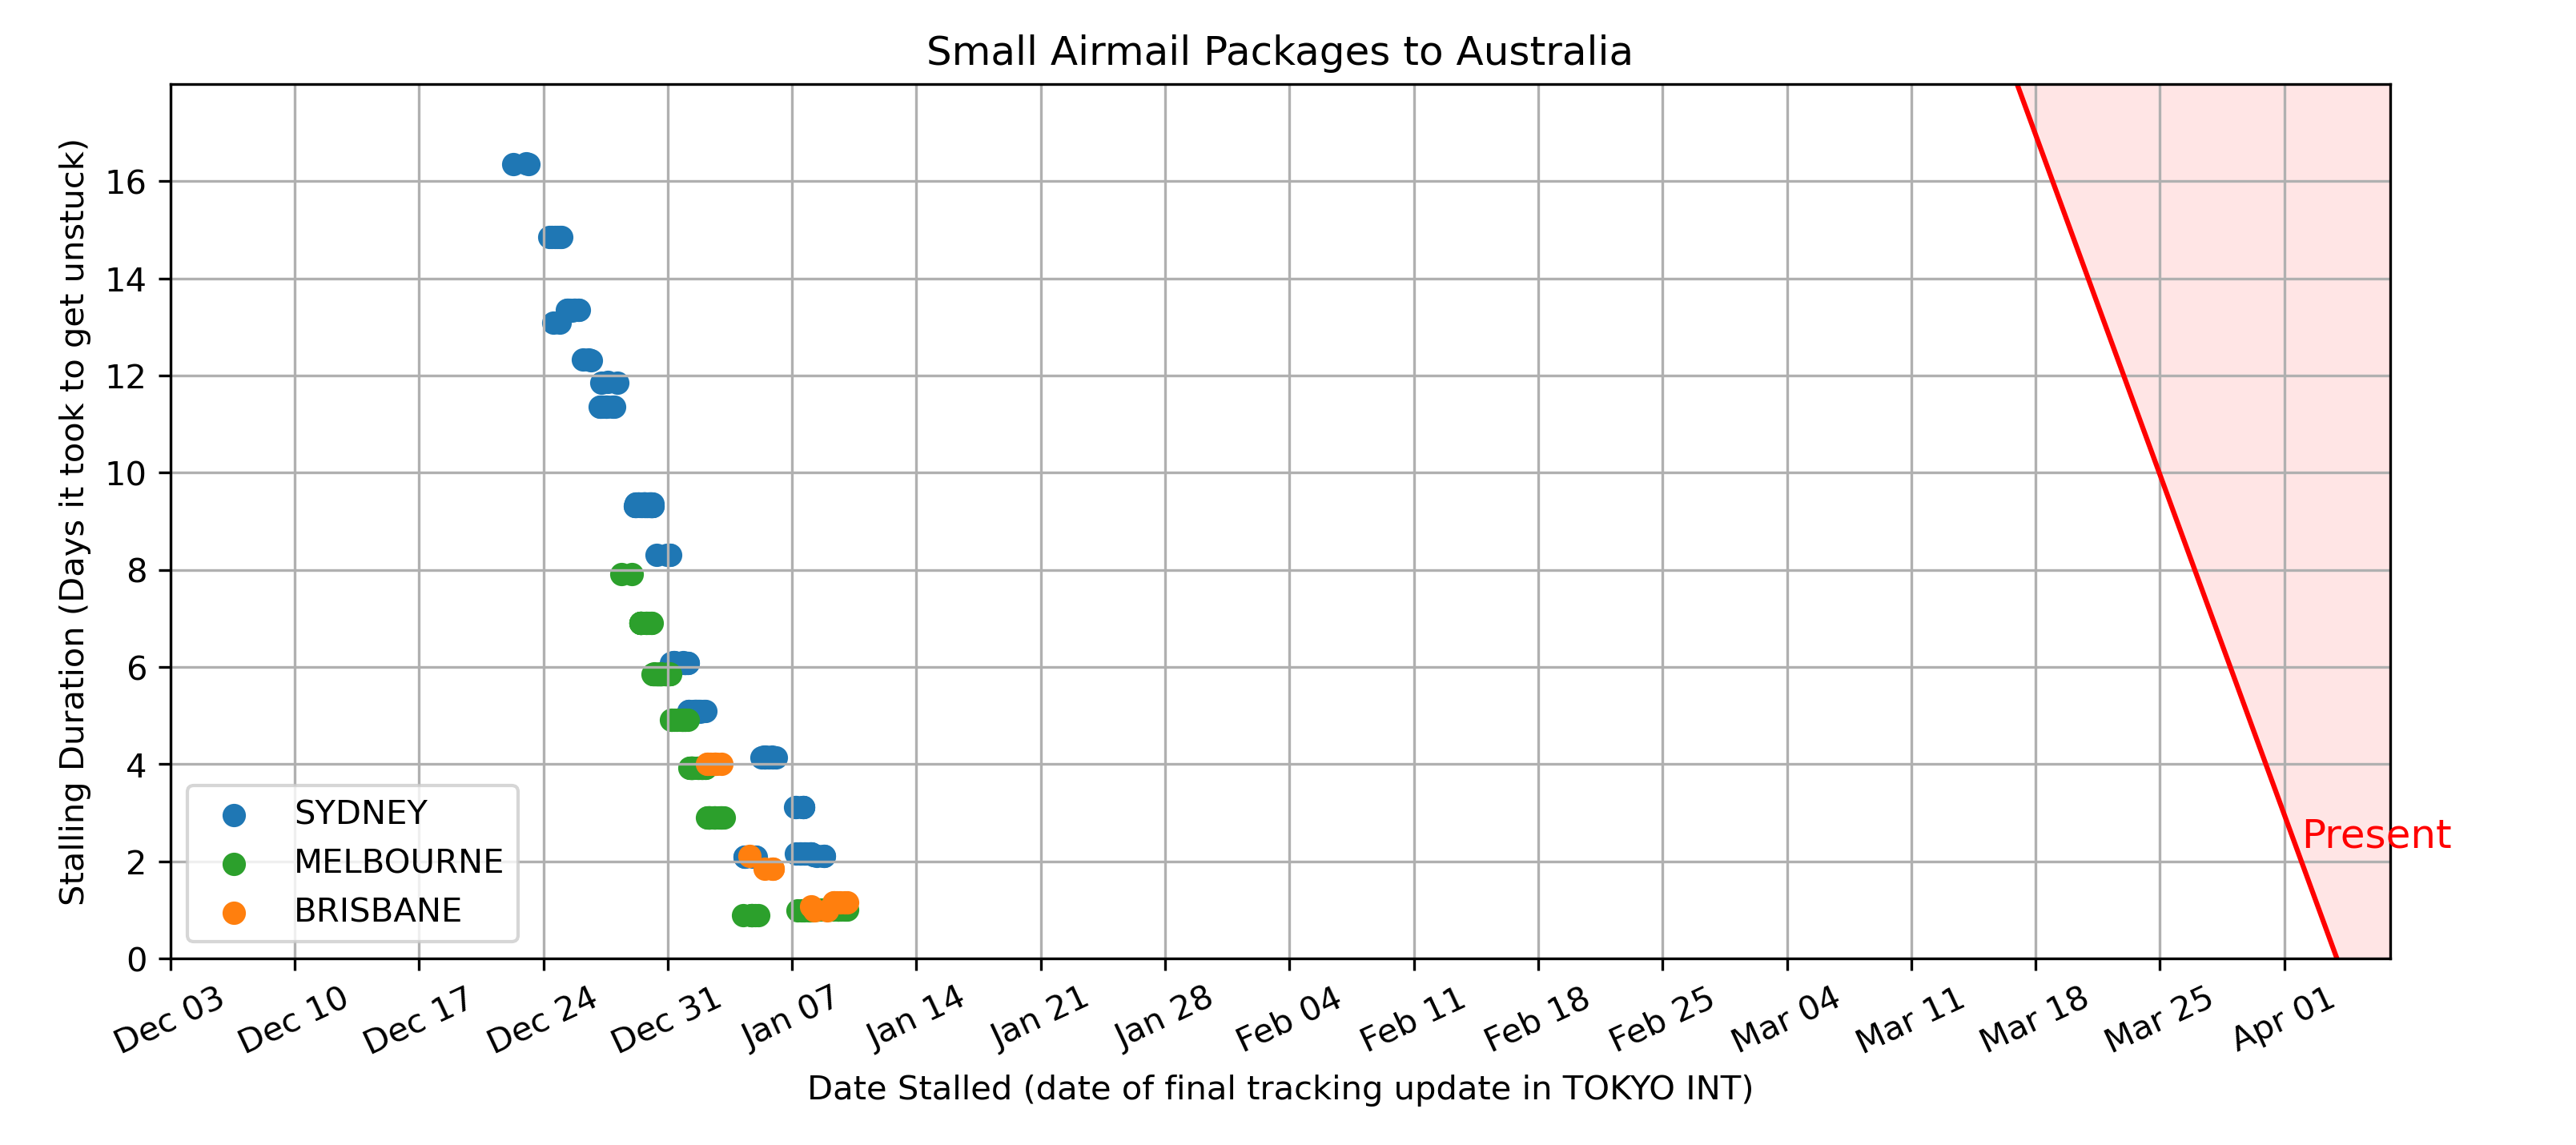 Small Airmail Packages to Australia
Stalling Duration (Days it took to get unstuck)
16
14
12
10
8
6
4
2
0
SYDNEY
MELBOURNE
BRISBANE
Present
Dec 03
Dec 10
Dec 17
Dec 24
Dec 31
Jan 07
Jan 14
Jan 21
Jan 28
Feb 04
Feb 11
Feb 18
Feb 25
Mar 04
Mar 11
Mar 18
Mar 25
Apr 01
Date Stalled (date of final tracking update in TOKYO INT)